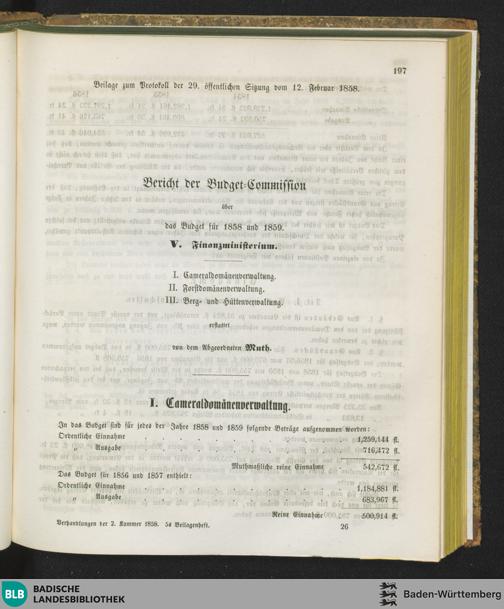 197
Beilage zum Protokoll der 29. öffentlichen Sitzung vom 12. Februar 1858.
Bericht der Budget-Commission
über
das Budget für 1858 und 1859.
V. Finanzministerium.
I. Cameraldomänenverwaltung.
II. Forstdomänenverwaltung.
III. Berg- und Hüttenverwaltung.
erstattet
von dem Abgeordneten Muth.
I. Cameraldomänenverwaltung.
In das Budget sind für jedes der Jahre 1858 und 1859 folgende Beträge aufgenommen worden:
Ordentliche Einnahme . . . . . . . . . . 1,259,144 fl.
„ Ausgabe . . . . . . . . . . 716,472 fl.
Muthmaßliche reine Einnahme 542,672 fl.
Das Budget für 1856 und 1857 enthielt:
Ordentliche Einnahme . . . . . . . . . . 1,184,881 fl.
„ Ausgabe . . . . . . . . . . 683,967 fl.
Reine Einnahme 500,914 fl.
Verhandlungen der 2. Kammer 1858. 5s Beilagenheft. 26
BLB BADISCHE
LANDESBIBLIOTHEK
Baden-Württemberg